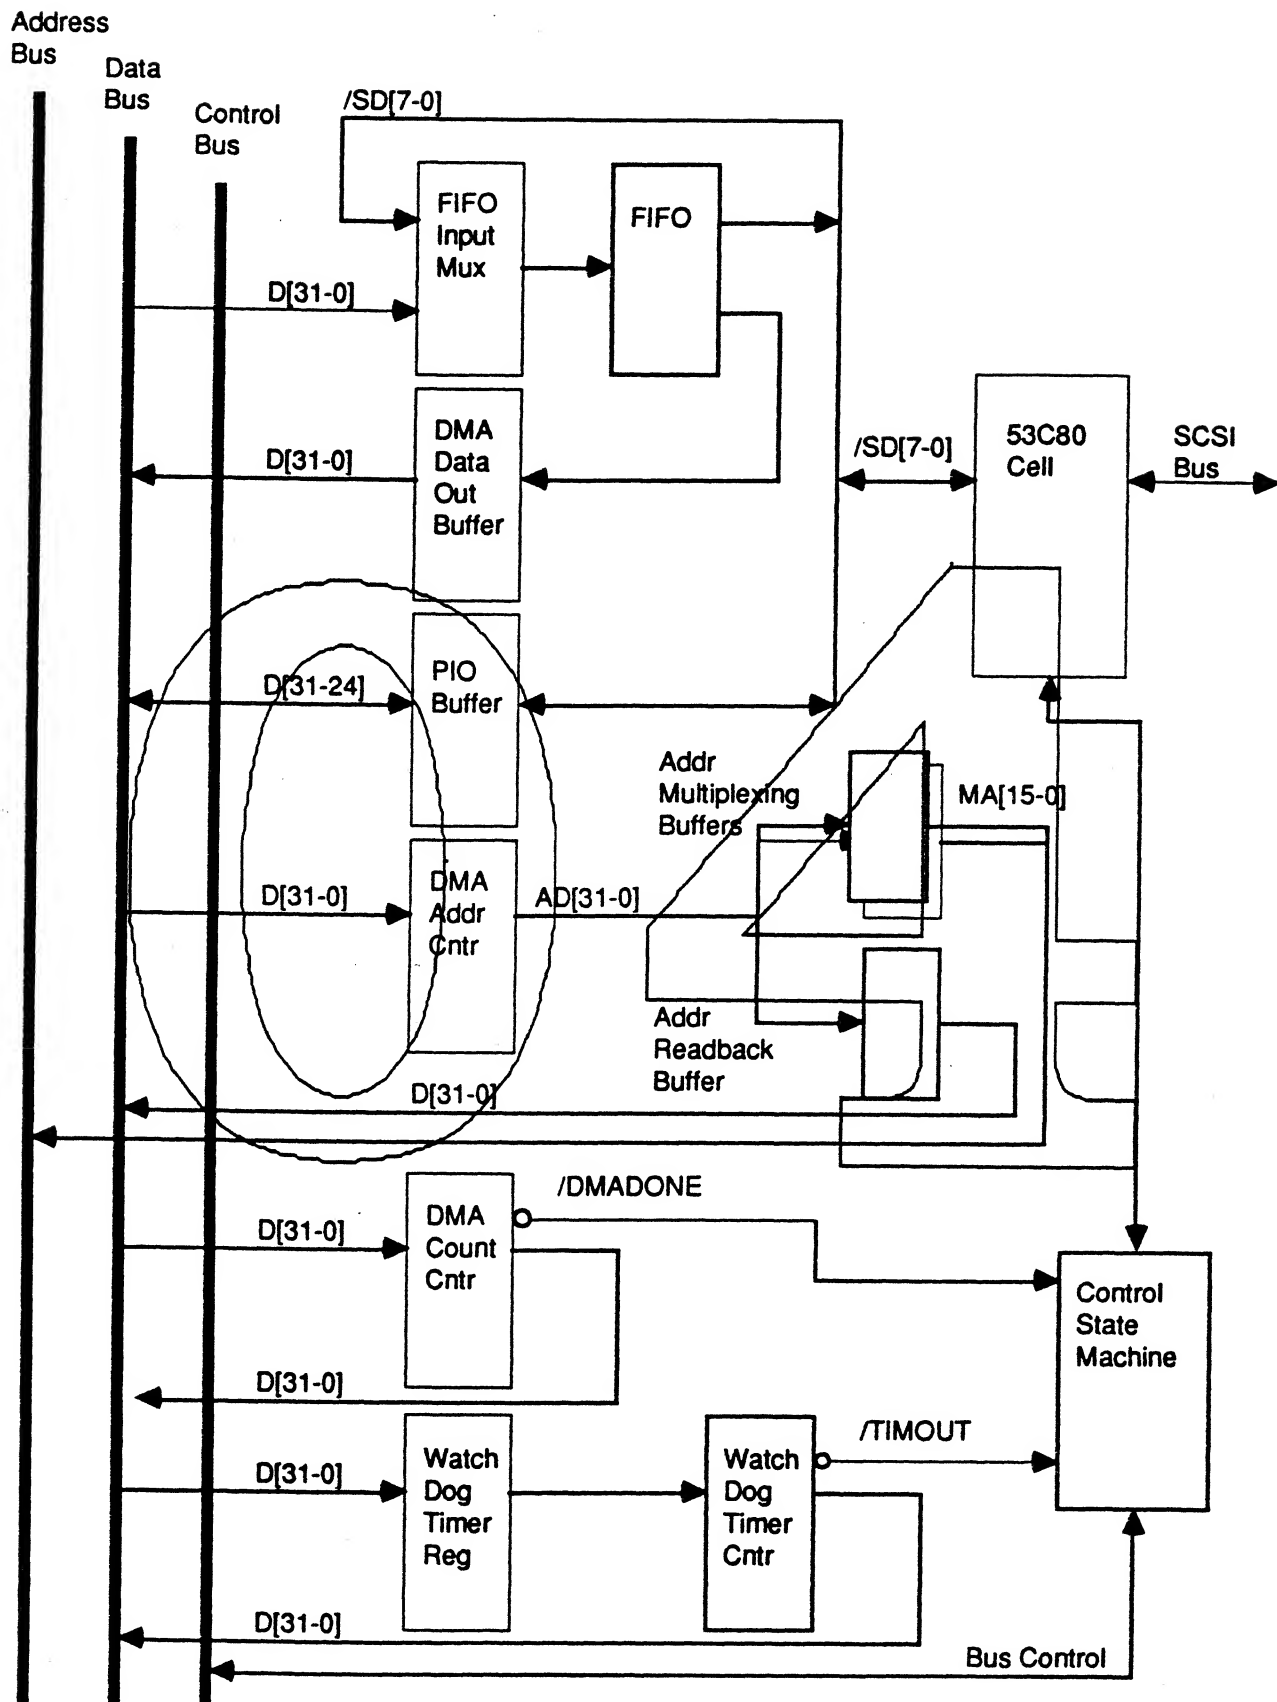 Address
Bus
Data
Bus
Control
Bus
/SD[7-0]
FIFO
Input
Mux
FIFO
D[31-0]
DMA
Data
Out
Buffer
D[31-0]
/SD[7-0]
53C80
Cell
SCSI
Bus
D[31-24]
PIO
Buffer
Addr
Multiplexing
Buffers
MA[15-0]
D[31-0]
DMA
Addr
Cntr
AD[31-0]
Addr
Readback
Buffer
D[31-0]
/DMADONE
D[31-0]
DMA
Count
Cntr
Control
State
Machine
D[31-0]
/TIMOUT
D[31-0]
Watch
Dog
Timer
Reg
Watch
Dog
Timer
Cntr
D[31-0]
Bus Control